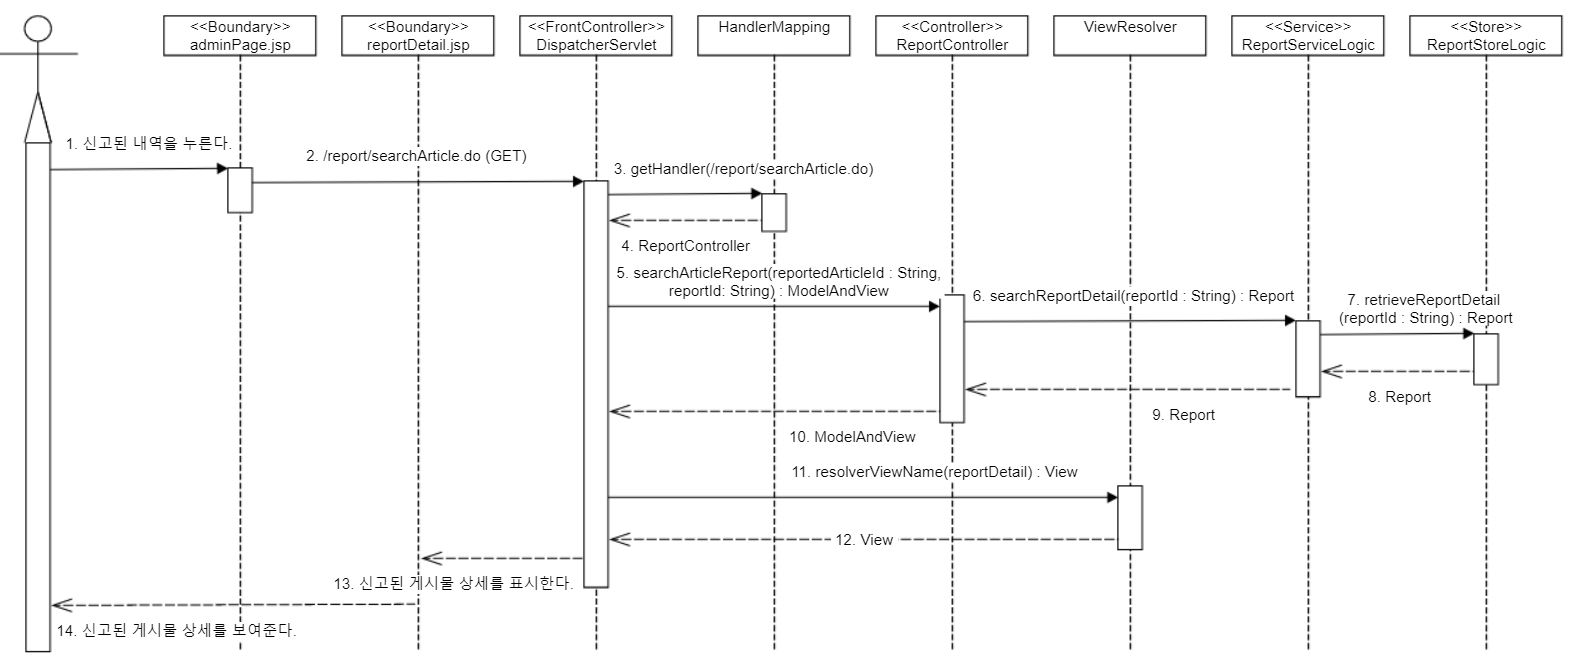 <<Boundary>>
adminPage.jsp
<<Boundary>>
reportDetail.jsp
<<FrontController>>
DispatcherServlet
HandlerMapping
<<Controller>>
ReportController
ViewResolver
<<Service>>
ReportServiceLogic
<<Store>>
ReportStoreLogic
1. 신고된 내역을 누른다.
2. /report/searchArticle.do (GET)
3. getHandler(/report/searchArticle.do)
4. ReportController
5. searchArticleReport(reportedArticleId : String,
reportId: String) : ModelAndView
6. searchReportDetail(reportId : String) : Report
7. retrieveReportDetail
(reportId : String) : Report
8. Report
9. Report
10. ModelAndView
11. resolverViewName(reportDetail) : View
12. View
13. 신고된 게시물 상세를 표시한다.
14. 신고된 게시물 상세를 보여준다.